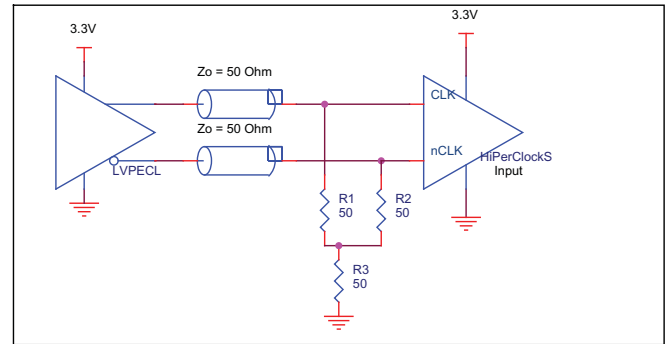 3.3V
3.3V
Zo = 50 Ohm
CLK
Zo = 50 Ohm
nCLK
LVPECL
HiPerClockS
Input
R1
50
R2
50
R3
50